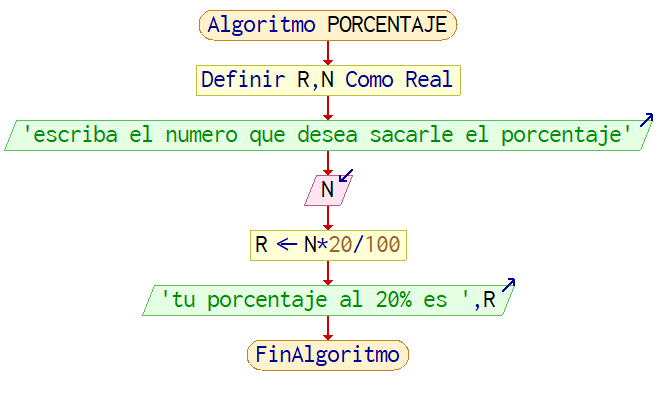 Algoritmo PORCENTAJE
Definir R,N Como Real
'escriba el numero que desea sacarle el porcentaje'
N
R ← N*20/100
'tu porcentaje al 20% es ',R
FinAlgoritmo